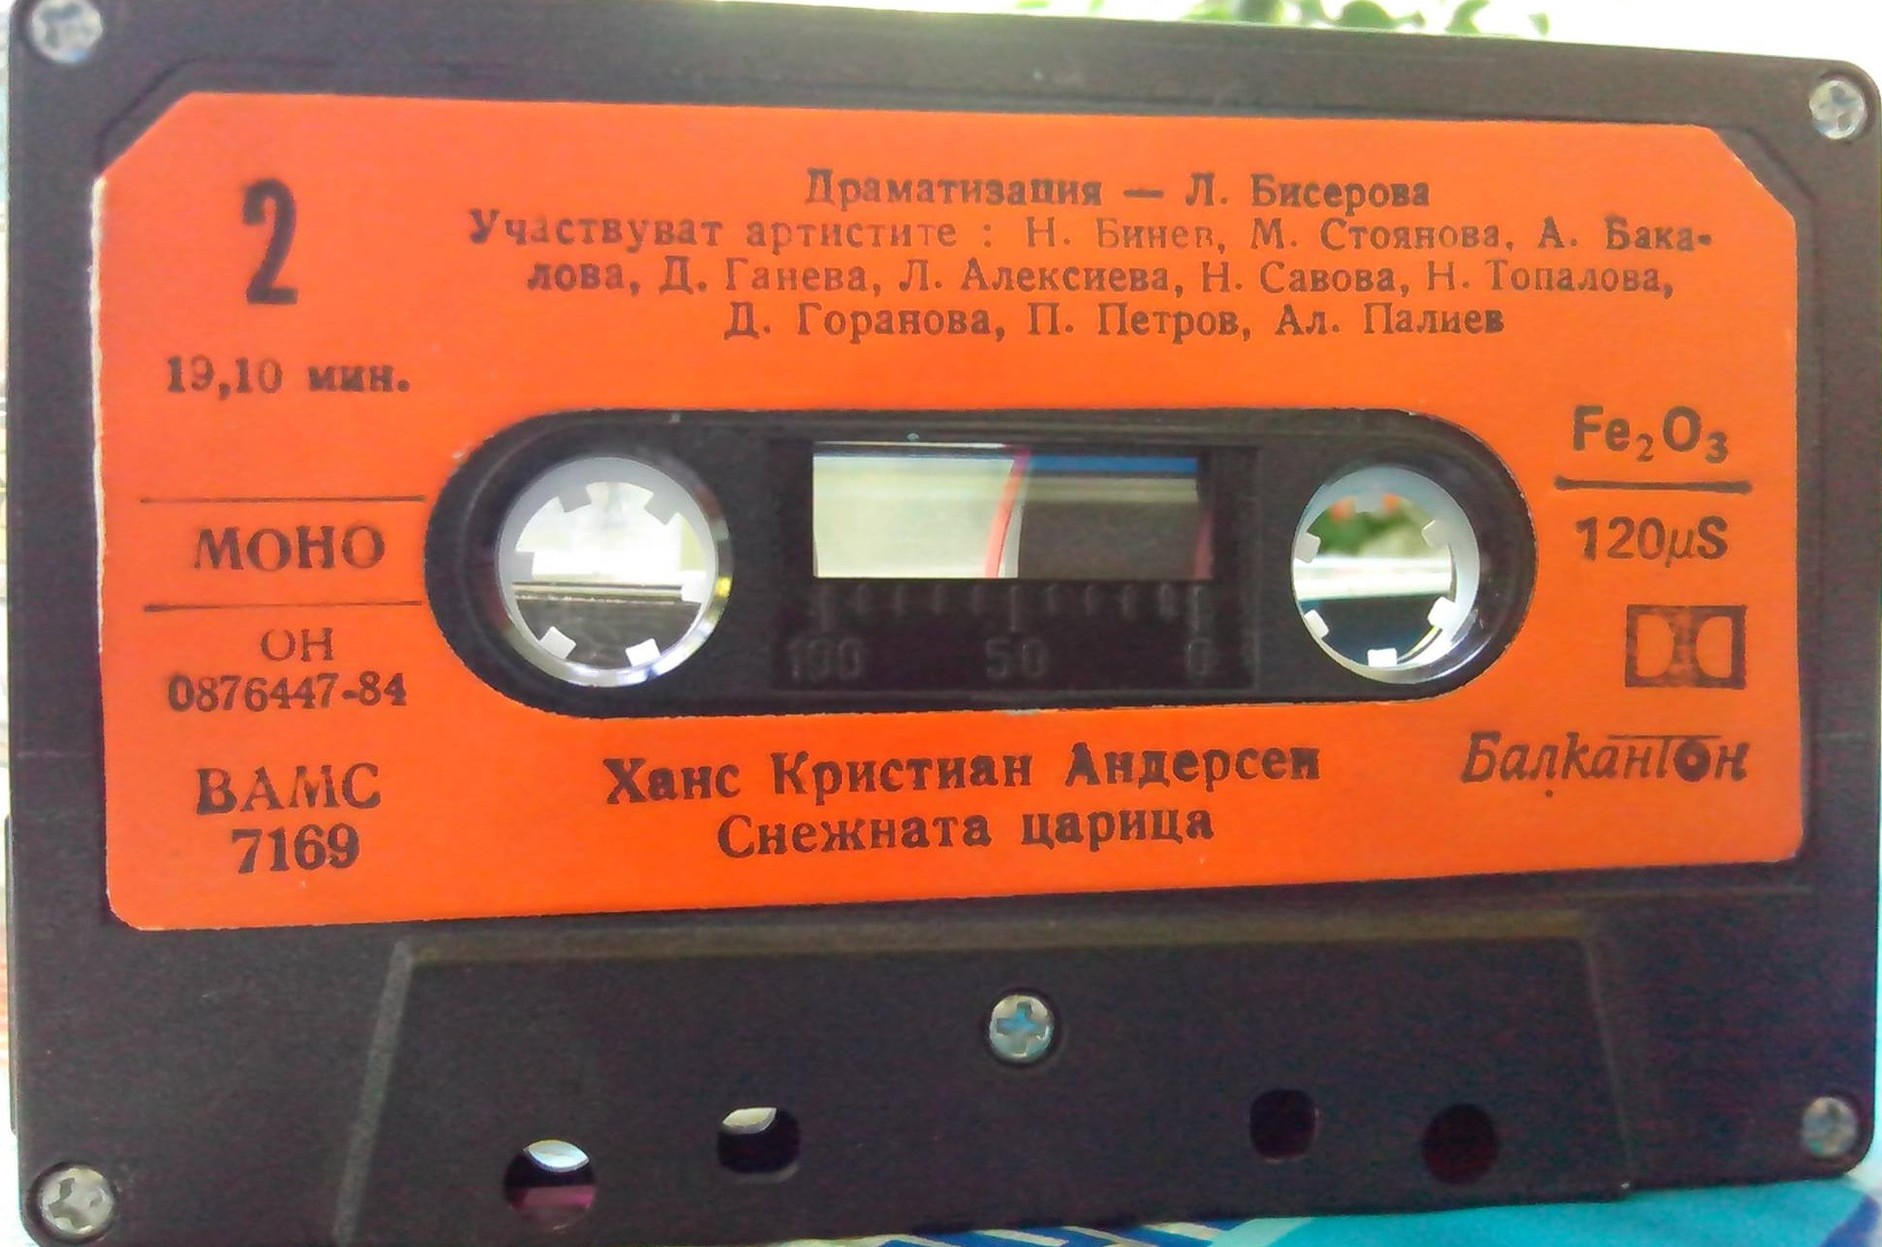 2
Драматизация — Л. Бисерова
Участвуват артистите : Н. Бинев, М. Стоянова, А. Бака-
лова, Д. Ганева, Л. Алексиева, Н. Савова, Н. Топалова,
Д. Горанова, П. Петров, Ал. Палиев
19,10 мин.
Fe₂O₃
120µS
МОНО
ОН
0876447-84
100 50 0
ВАМС
7169
Ханс Кристиан Андерсен
Снежната царица
Балкантон